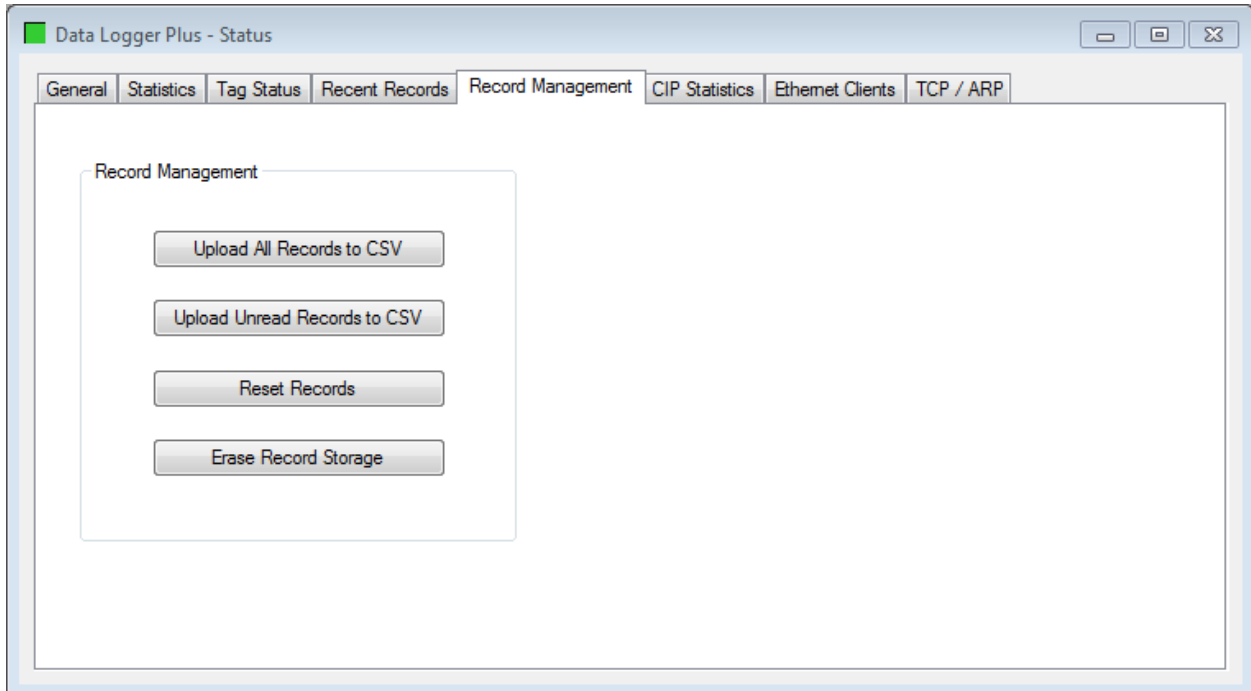 Data Logger Plus - Status
General Statistics Tag Status Recent Records Record Management CIP Statistics Ethernet Clients TCP / ARP
Record Management
Upload All Records to CSV
Upload Unread Records to CSV
Reset Records
Erase Record Storage